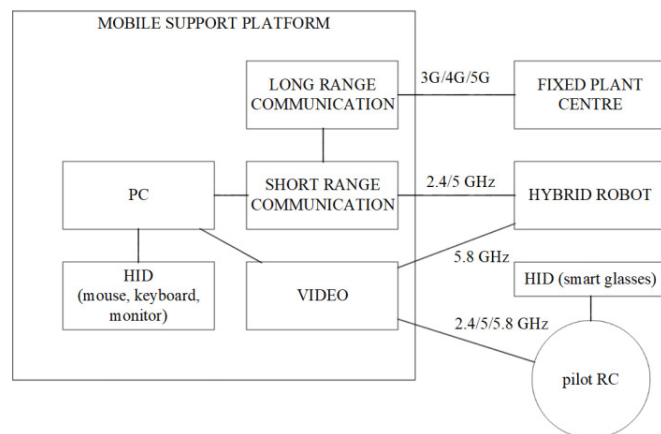 MOBILE SUPPORT PLATFORM
LONG RANGE
COMMUNICATION
3G/4G/5G
FIXED PLANT
CENTRE
PC
SHORT RANGE
COMMUNICATION
2.4/5 GHz
HYBRID ROBOT
5.8 GHz
HID
(mouse, keyboard,
monitor)
VIDEO
HID (smart glasses)
2.4/5/5.8 GHz
pilot RC